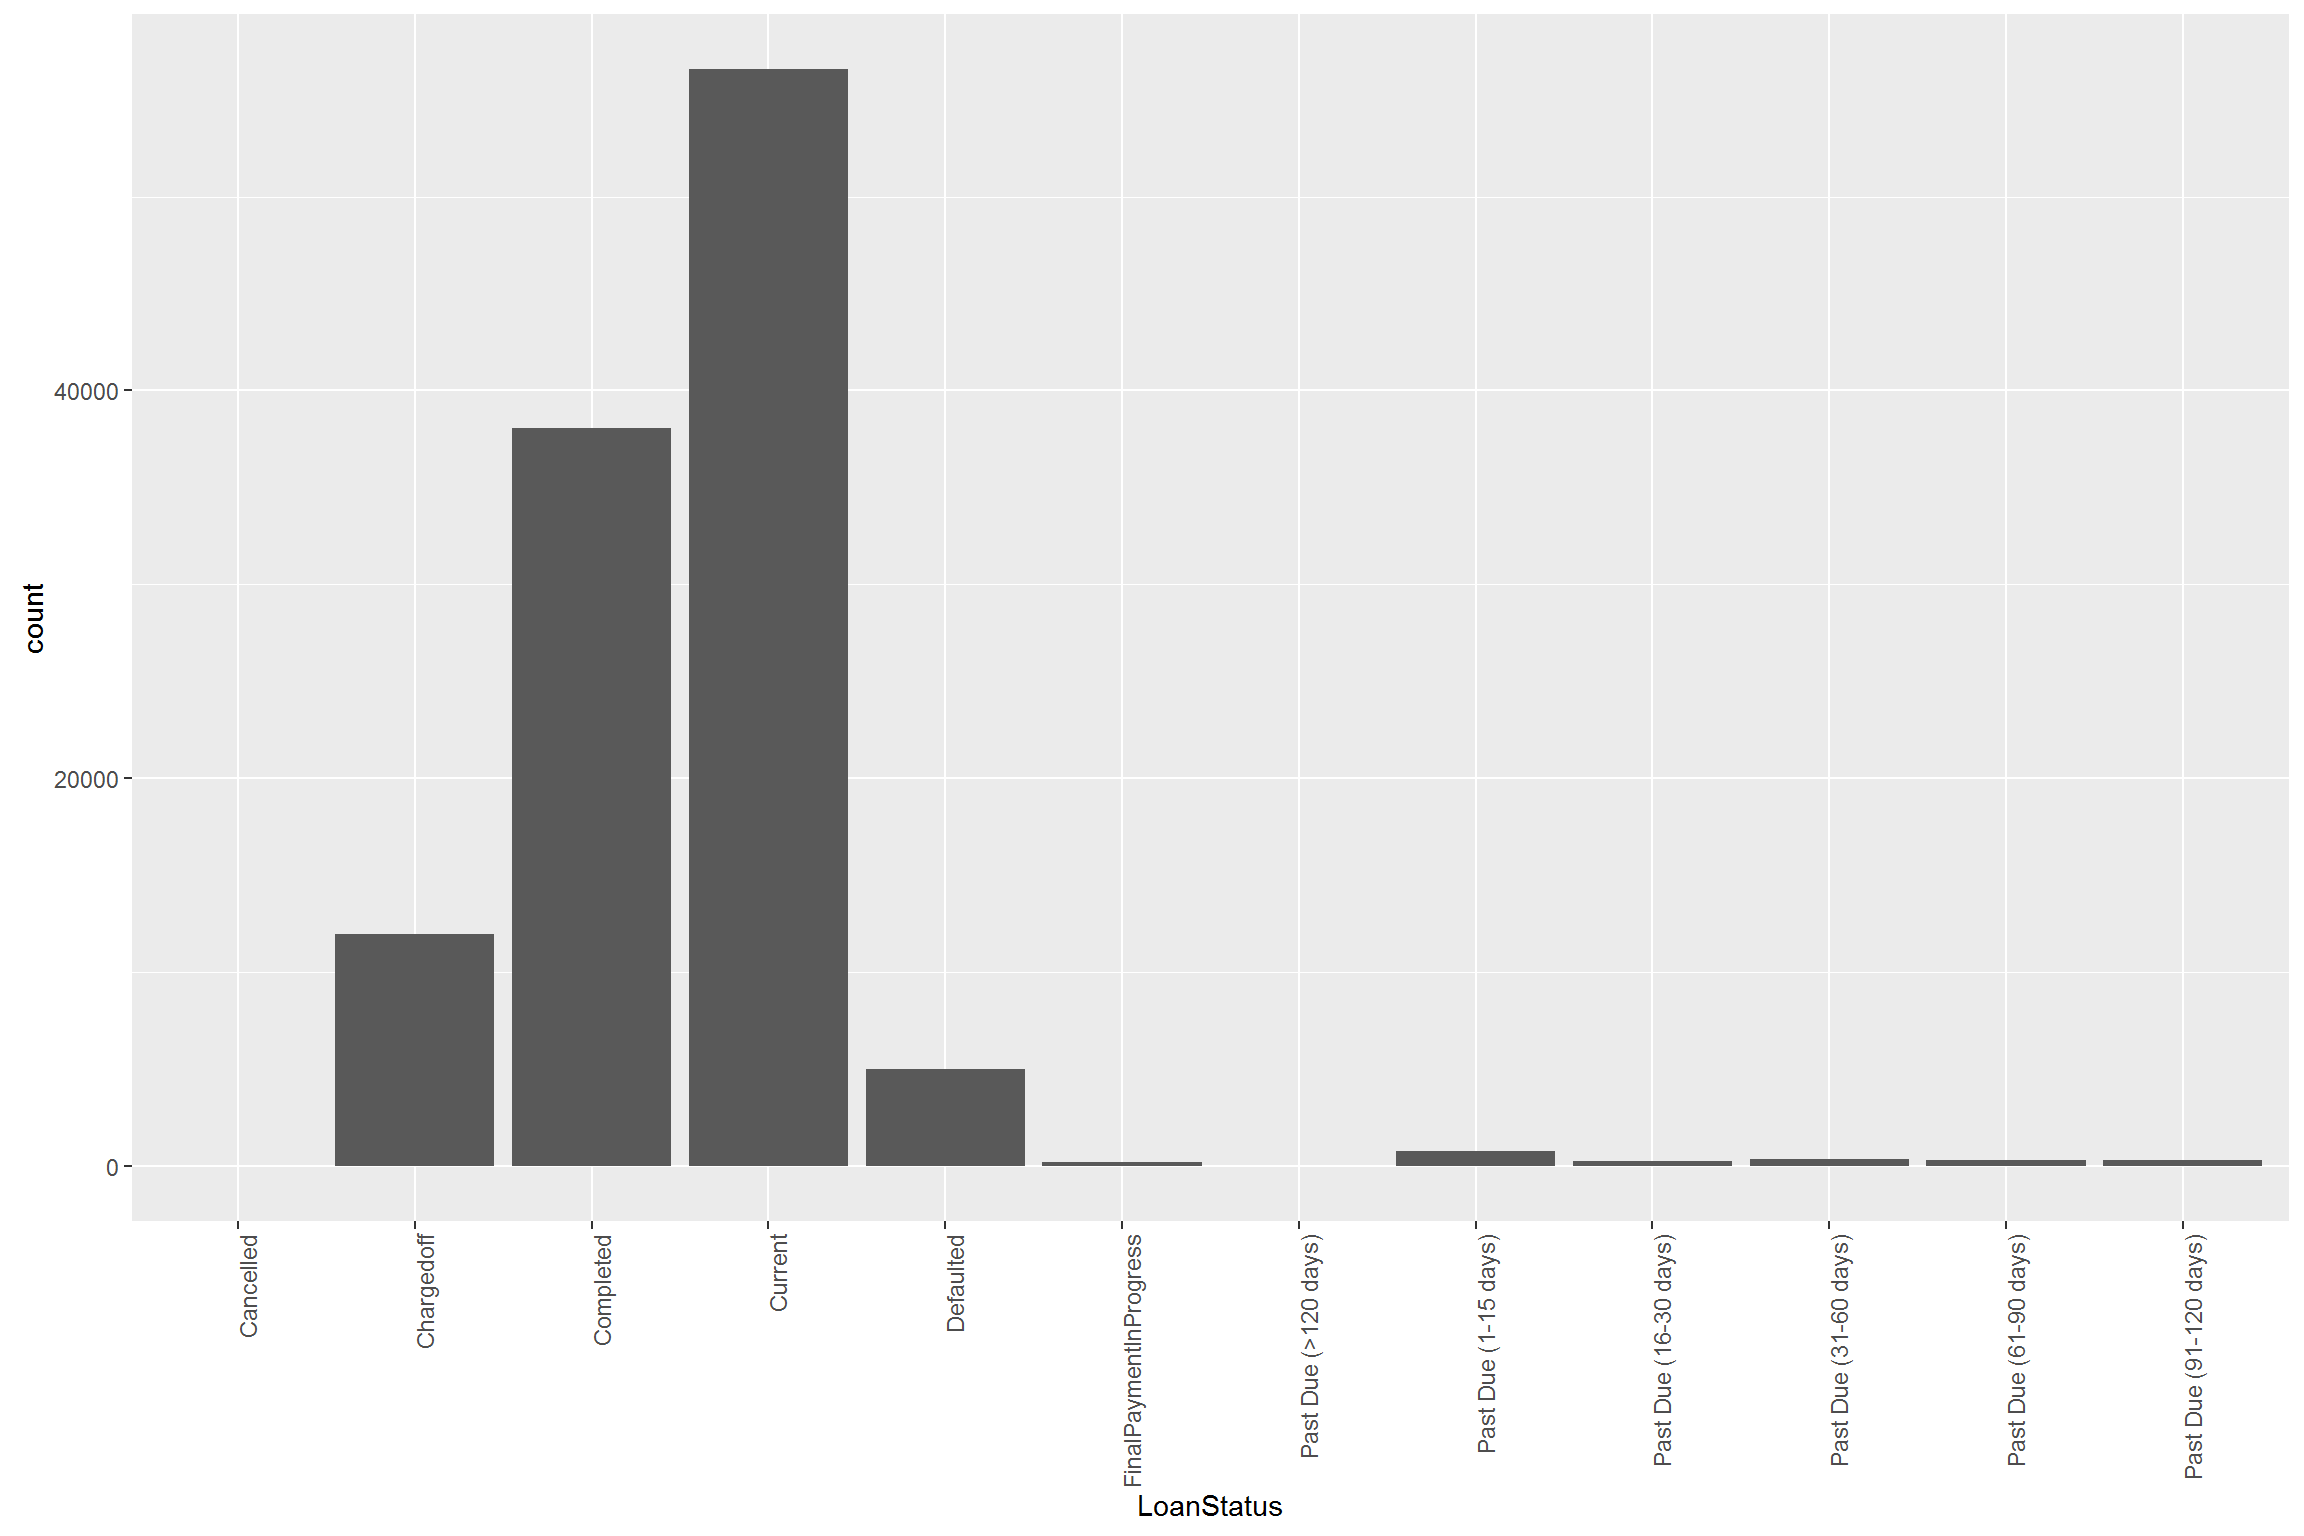 count
40000
20000
0
Cancelled
Chargedoff
Completed
Current
Defaulted
FinalPaymentInProgress
Past Due (>120 days)
Past Due (1-15 days)
Past Due (16-30 days)
Past Due (31-60 days)
Past Due (61-90 days)
Past Due (91-120 days)
LoanStatus